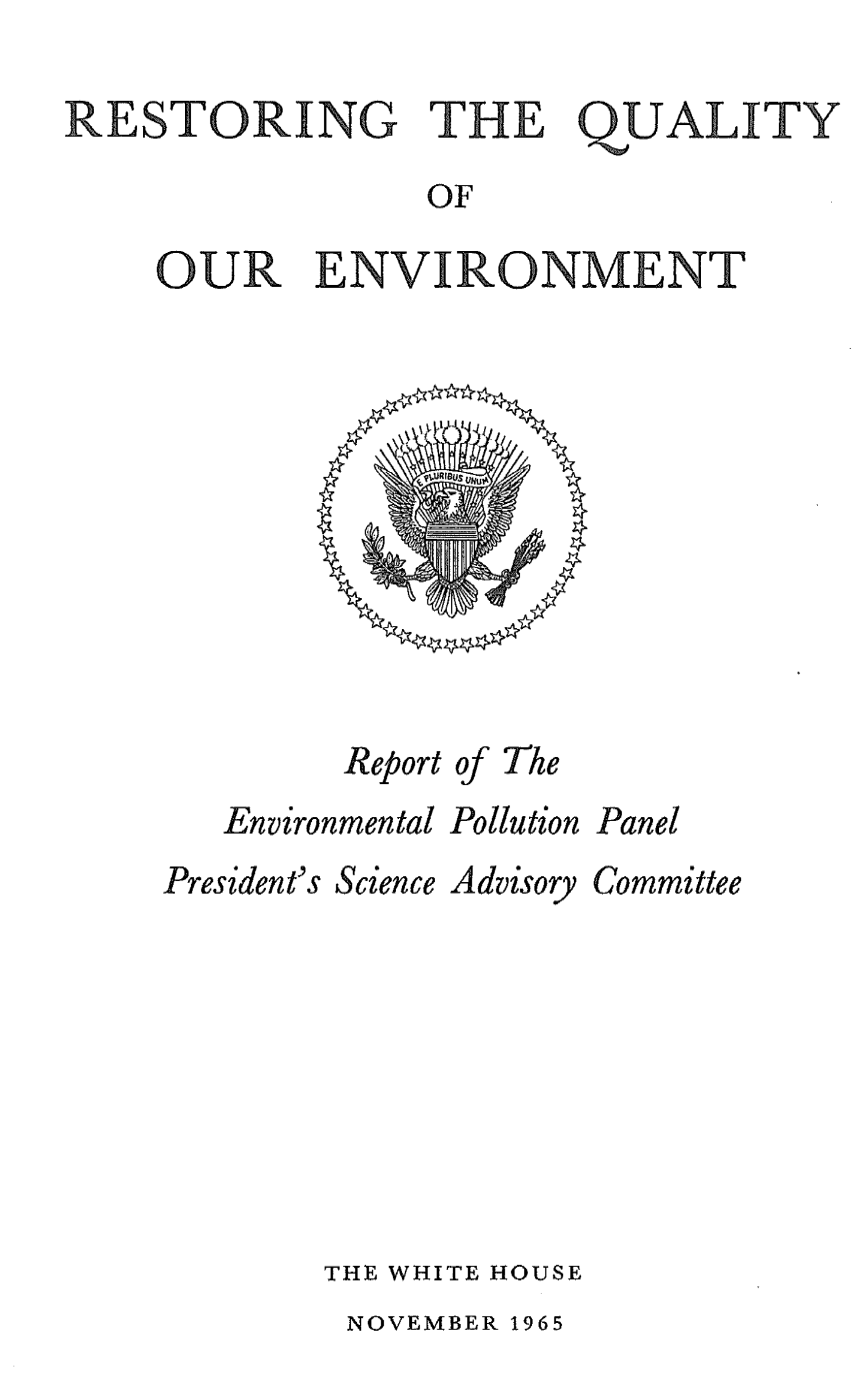 RESTORING THE QUALITY
OF
OUR ENVIRONMENT
E PLURIBUS UNUM
Report of The
Environmental Pollution Panel
President's Science Advisory Committee
THE WHITE HOUSE
NOVEMBER 1965